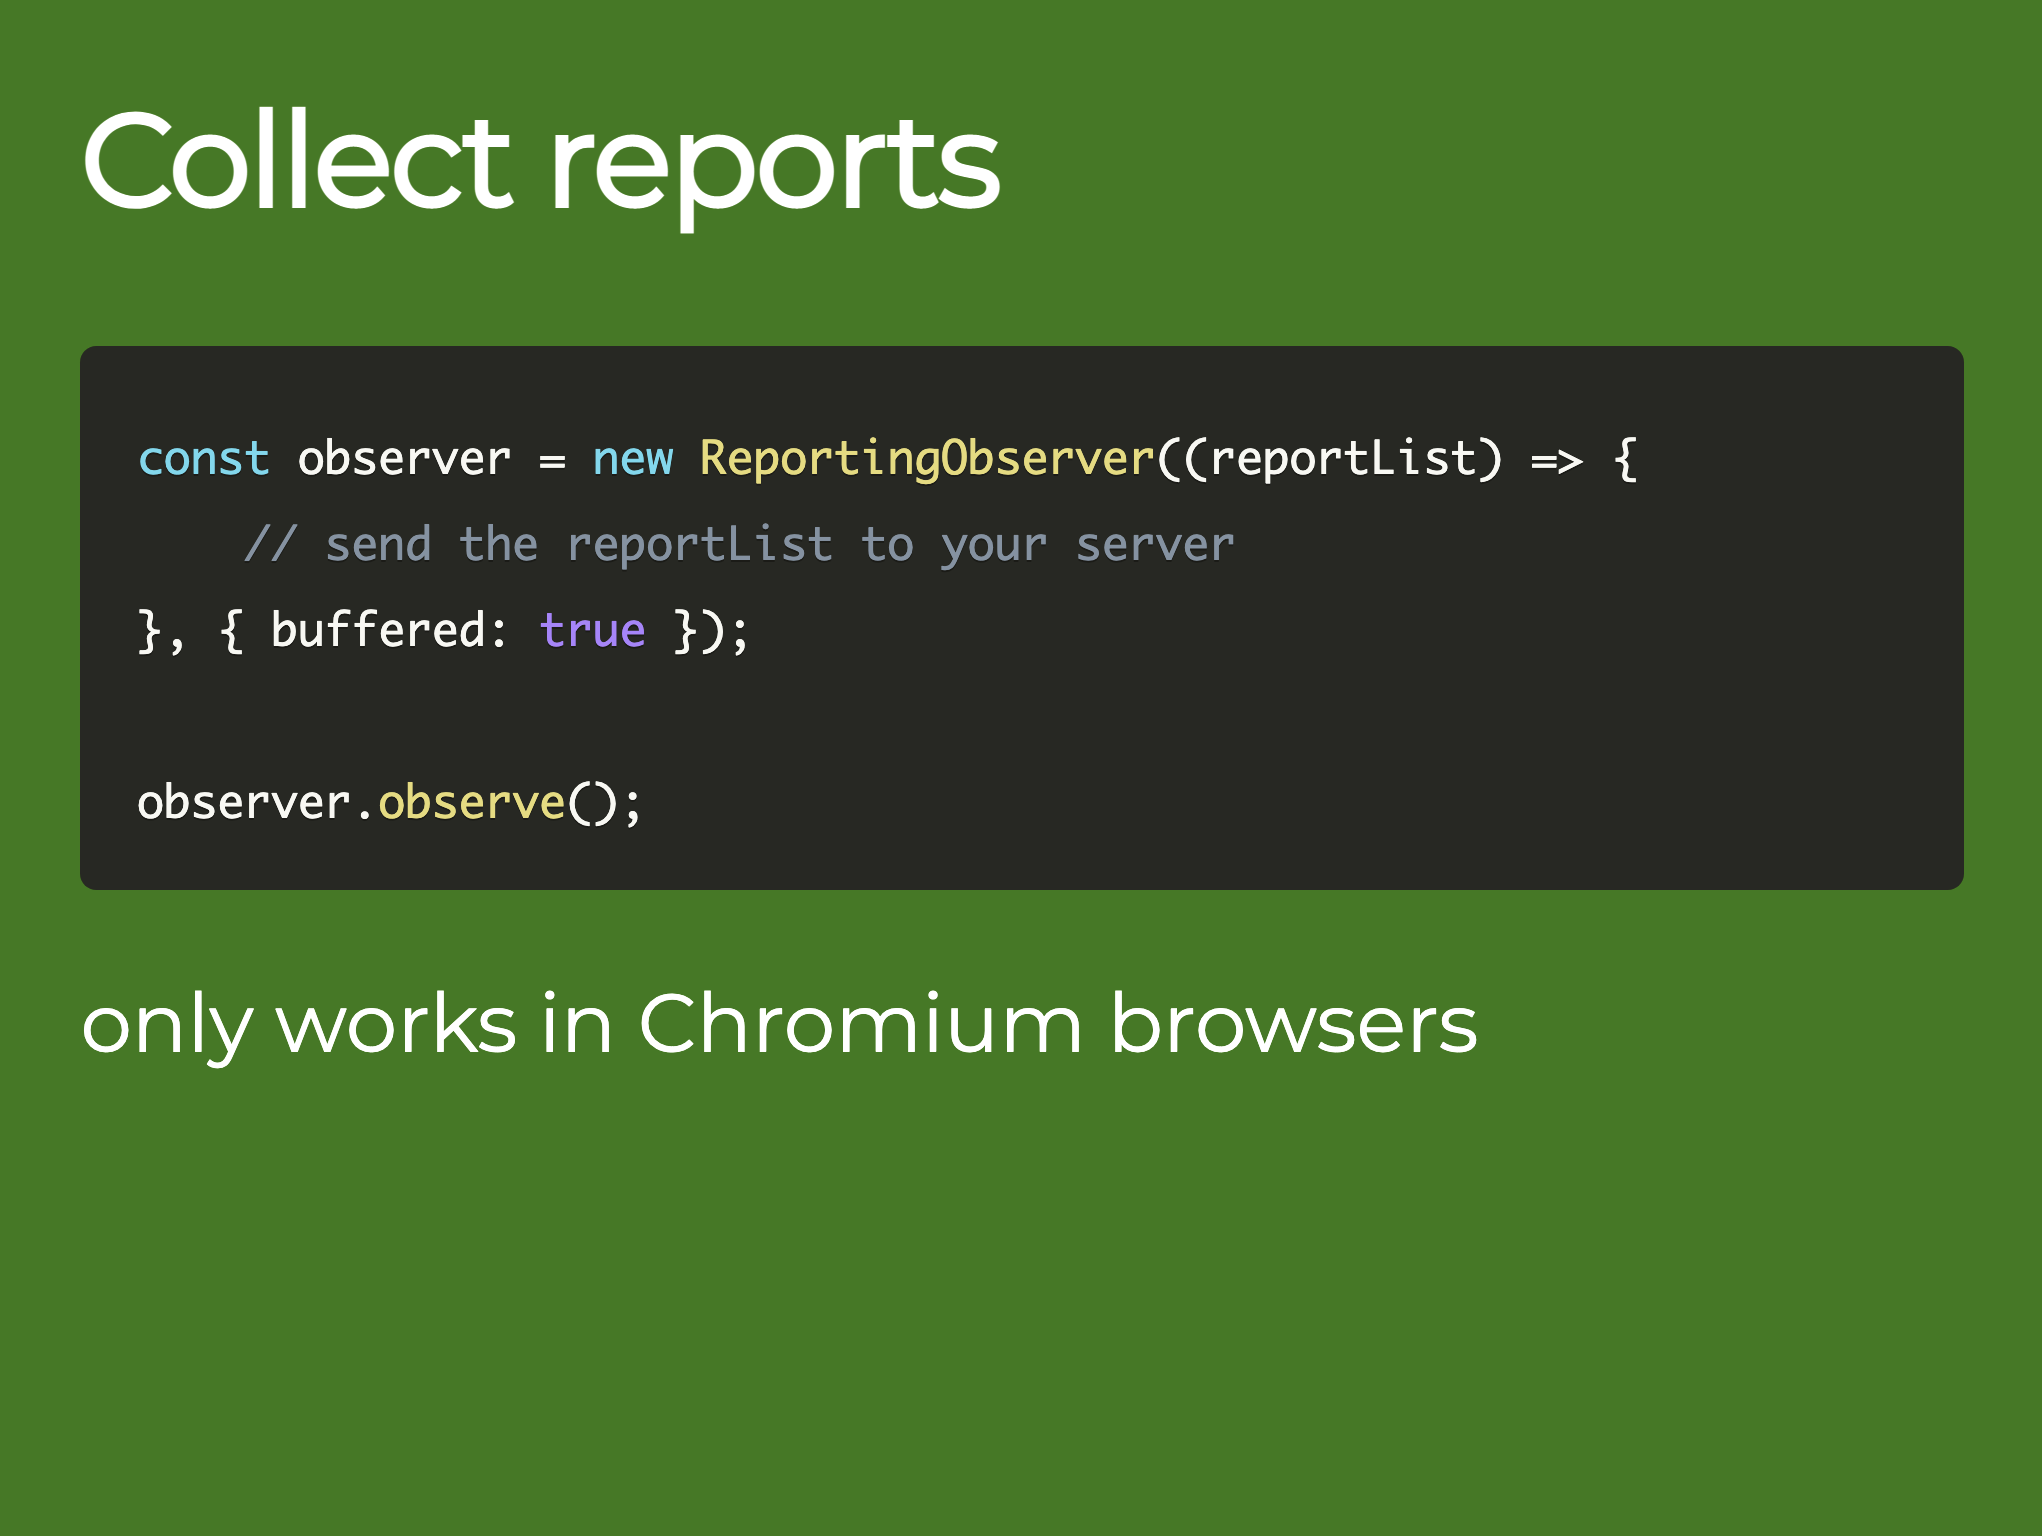 Collect reports
const observer = new ReportingObserver((reportList) => {
    // send the reportList to your server
}, { buffered: true });
observer.observe();
only works in Chromium browsers